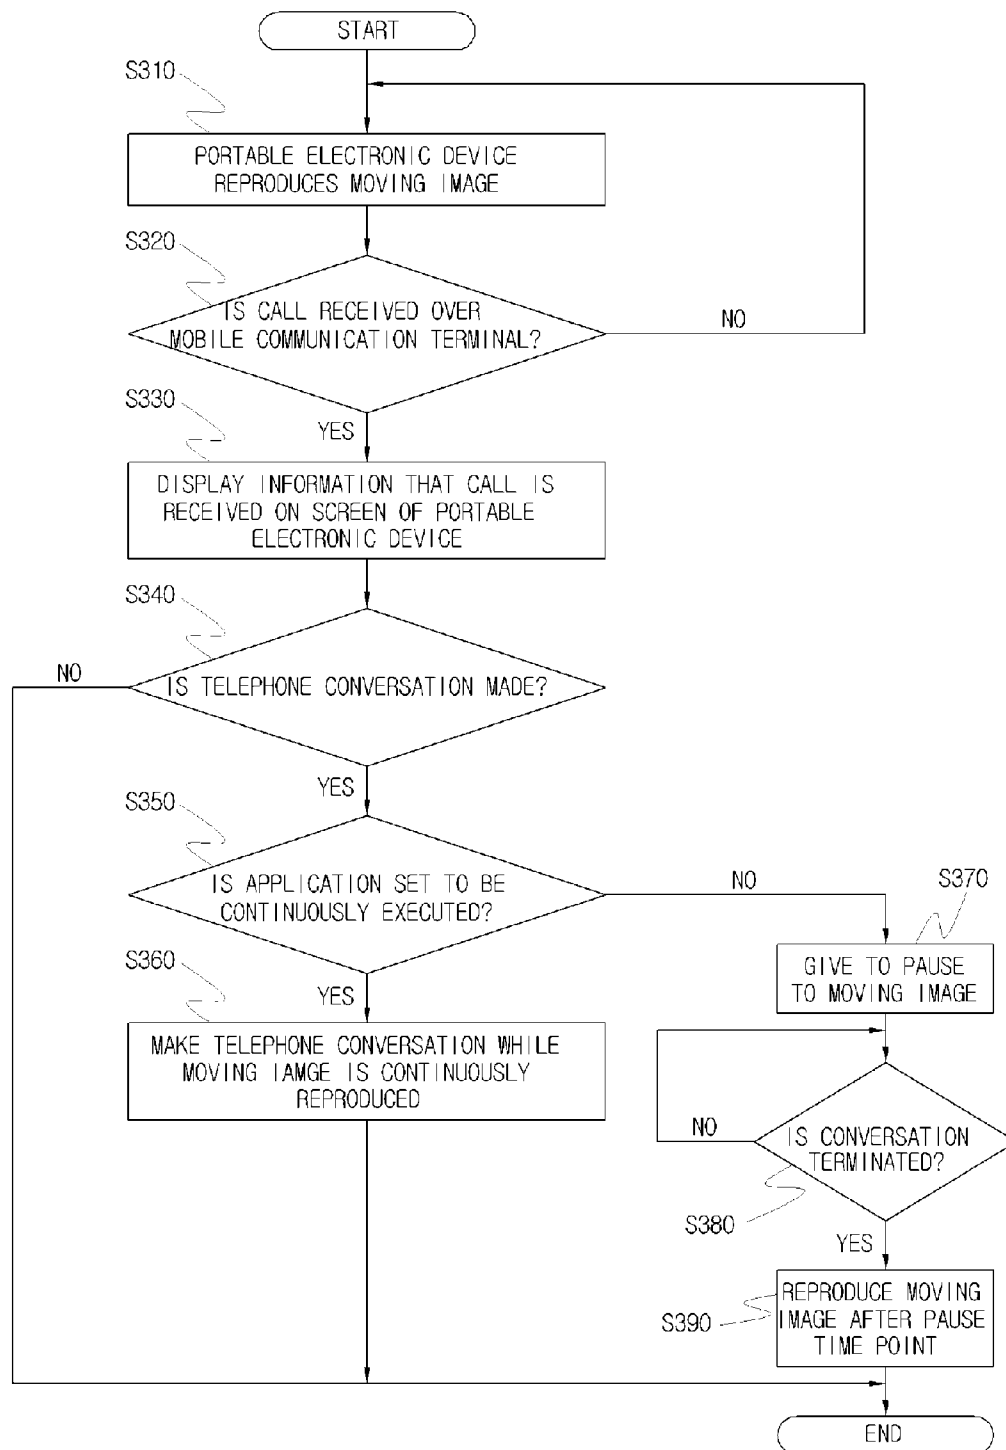 START
S310
PORTABLE ELECTRONIC DEVICE
REPRODUCES MOVING IMAGE
S320
IS CALL RECEIVED OVER
MOBILE COMMUNICATION TERMINAL?
NO
S330
YES
DISPLAY INFORMATION THAT CALL IS
RECEIVED ON SCREEN OF PORTABLE
ELECTRONIC DEVICE
S340
NO
IS TELEPHONE CONVERSATION MADE?
YES
S350
IS APPLICATION SET TO BE
CONTINUOUSLY EXECUTED?
NO
S370
S360
YES
GIVE TO PAUSE
TO MOVING IMAGE
MAKE TELEPHONE CONVERSATION WHILE
MOVING IAMGE IS CONTINUOUSLY
REPRODUCED
NO
IS CONVERSATION
TERMINATED?
S380
YES
REPRODUCE MOVING
IMAGE AFTER PAUSE
TIME POINT
S390
END